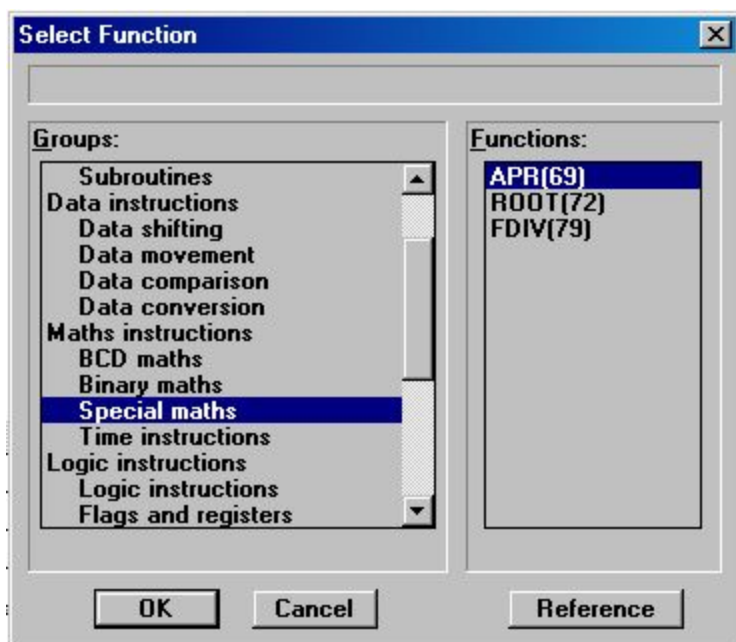 Select Function
Groups:
Subroutines
Data instructions
Data shifting
Data movement
Data comparison
Data conversion
Maths instructions
BCD maths
Binary maths
Special maths
Time instructions
Logic instructions
Logic instructions
Flags and registers
Functions:
APR(69)
ROOT(72)
FDIV(79)
OK
Cancel
Reference